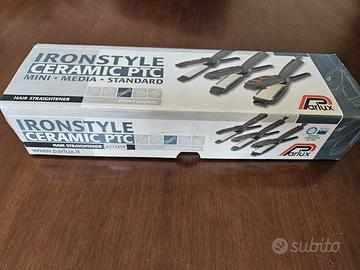 IRONSTYLE
CERAMIC PTC
MINI • MEDIA • STANDARD
HAIR STRAIGHTENER
PROFESSIONAL
Parlux
IRONSTYLE
CERAMIC PTC
HAIR STRAIGHTENER
www.parlux.it
Parlux
subito